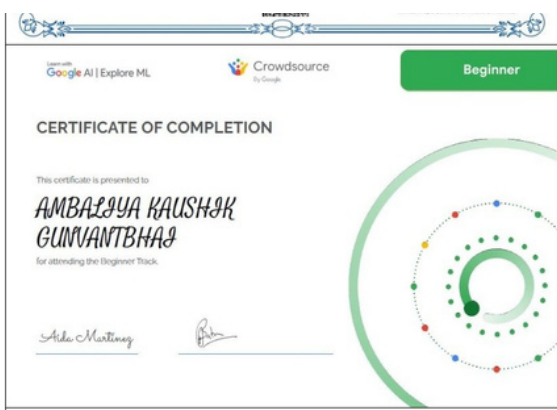 Learn with
Google AI | Explore ML
Crowdsource
By Google
Beginner
CERTIFICATE OF COMPLETION
This certificate is presented to
AMBALIYA KAUSHIK
GUNVANTBHAI
for attending the Beginner Track.
Aida Martinez